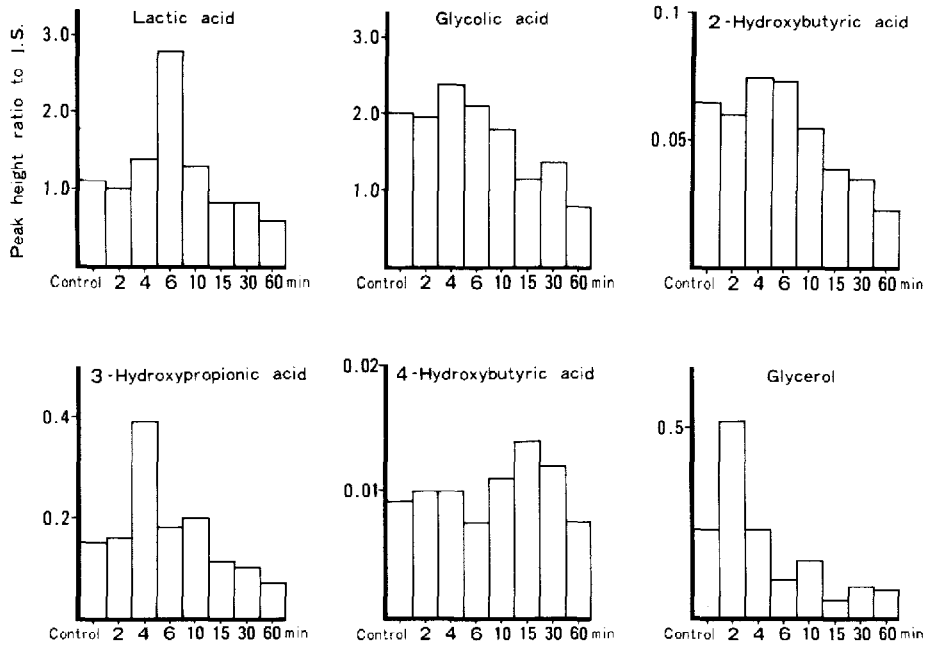 Peak height ratio to I.S.
Lactic acid
3.0
2.0
1.0
Control 2 4 6 10 15 30 60 min
Glycolic acid
3.0
2.0
1.0
Control 2 4 6 10 15 30 60 min
2-Hydroxybutyric acid
0.1
0.05
Control 2 4 6 10 15 30 60 min
3-Hydroxypropionic acid
0.4
0.2
Control 2 4 6 10 15 30 60 min
4-Hydroxybutyric acid
0.02
0.01
Control 2 4 6 10 15 30 60 min
Glycerol
0.5
Control 2 4 6 10 15 30 60 min